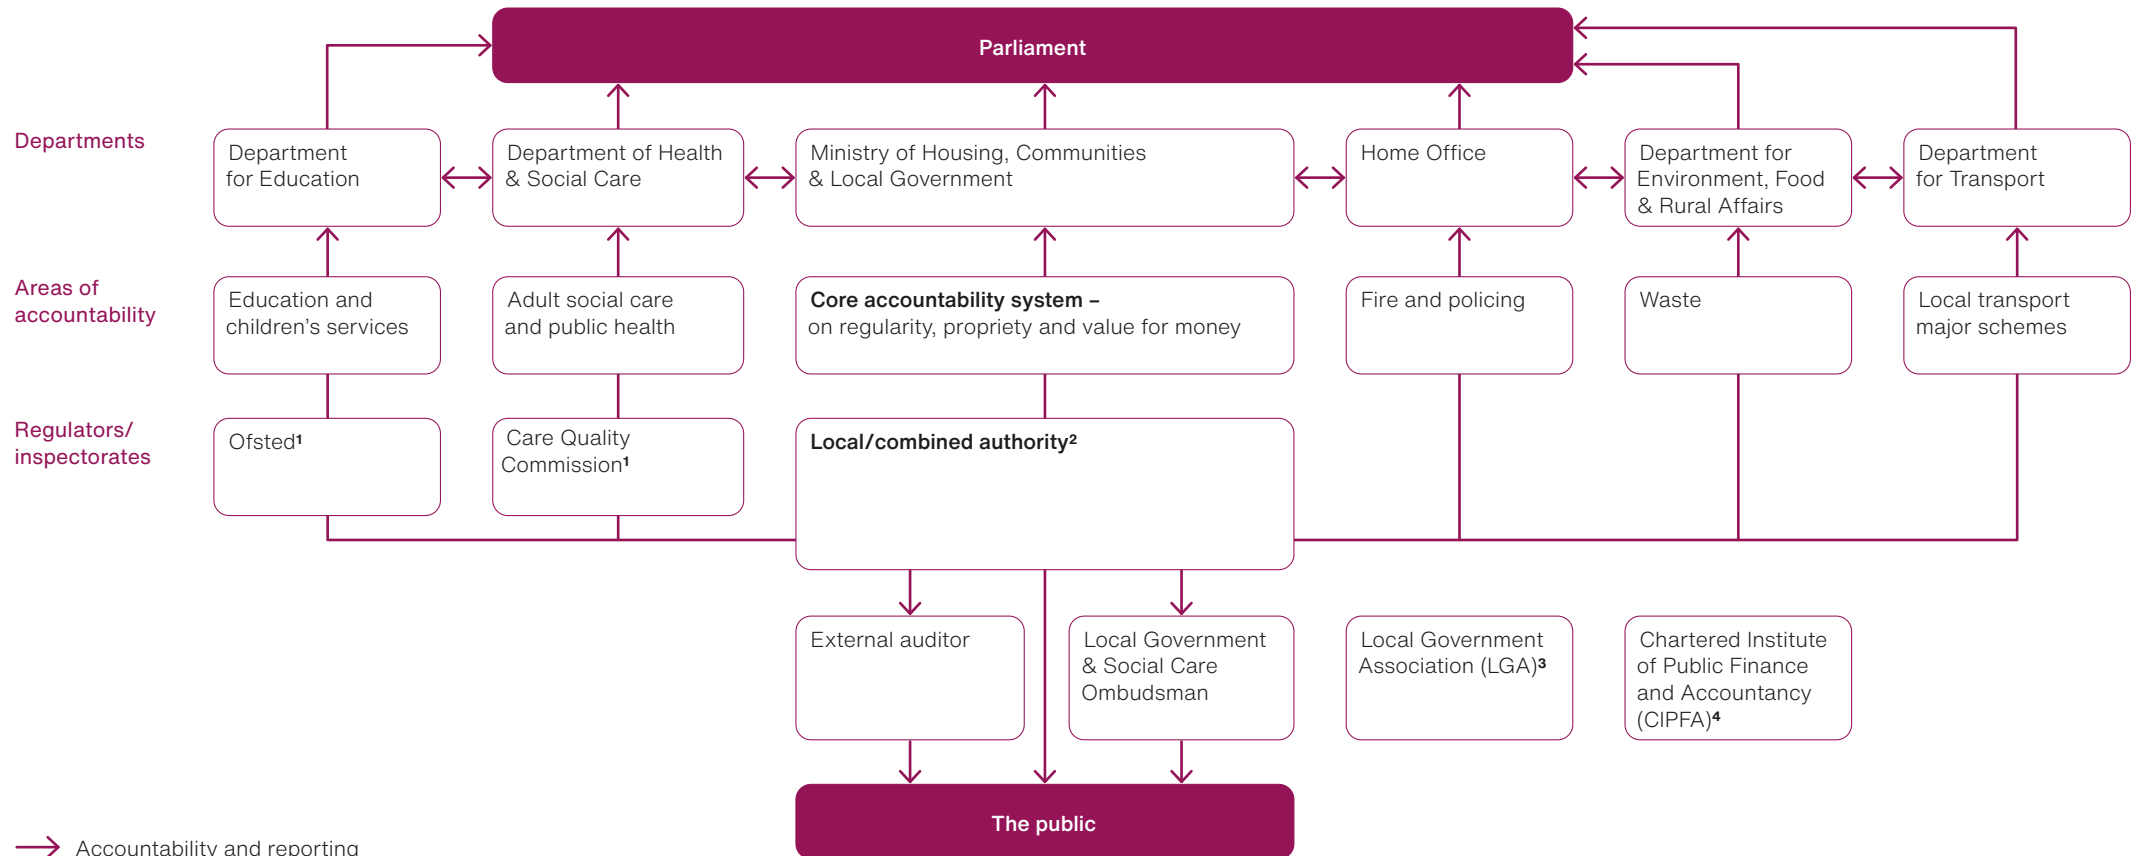 Parliament
Departments
Department
for Education
Department of Health
& Social Care
Ministry of Housing, Communities
& Local Government
Home Office
Department for
Environment, Food
& Rural Affairs
Department
for Transport
Areas of
accountability
Education and
children’s services
Adult social care
and public health
Core accountability system –
on regularity, propriety and value for money
Fire and policing
Waste
Local transport
major schemes
Regulators/
inspectorates
Ofsted¹
Care Quality
Commission¹
Local/combined authority²
External auditor
Local Government
& Social Care
Ombudsman
Local Government
Association (LGA)³
Chartered Institute
of Public Finance
and Accountancy
(CIPFA)⁴
The public
Accountability and reporting